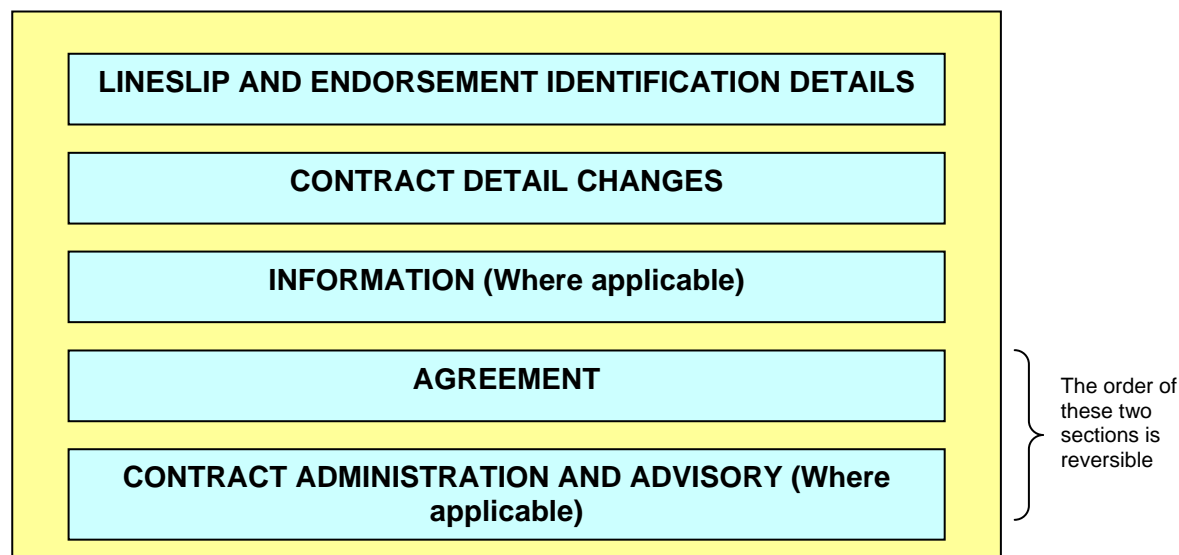 LINESLIP AND ENDORSEMENT IDENTIFICATION DETAILS
CONTRACT DETAIL CHANGES
INFORMATION (Where applicable)
AGREEMENT
CONTRACT ADMINISTRATION AND ADVISORY (Where
applicable)
The order of
these two
sections is
reversible